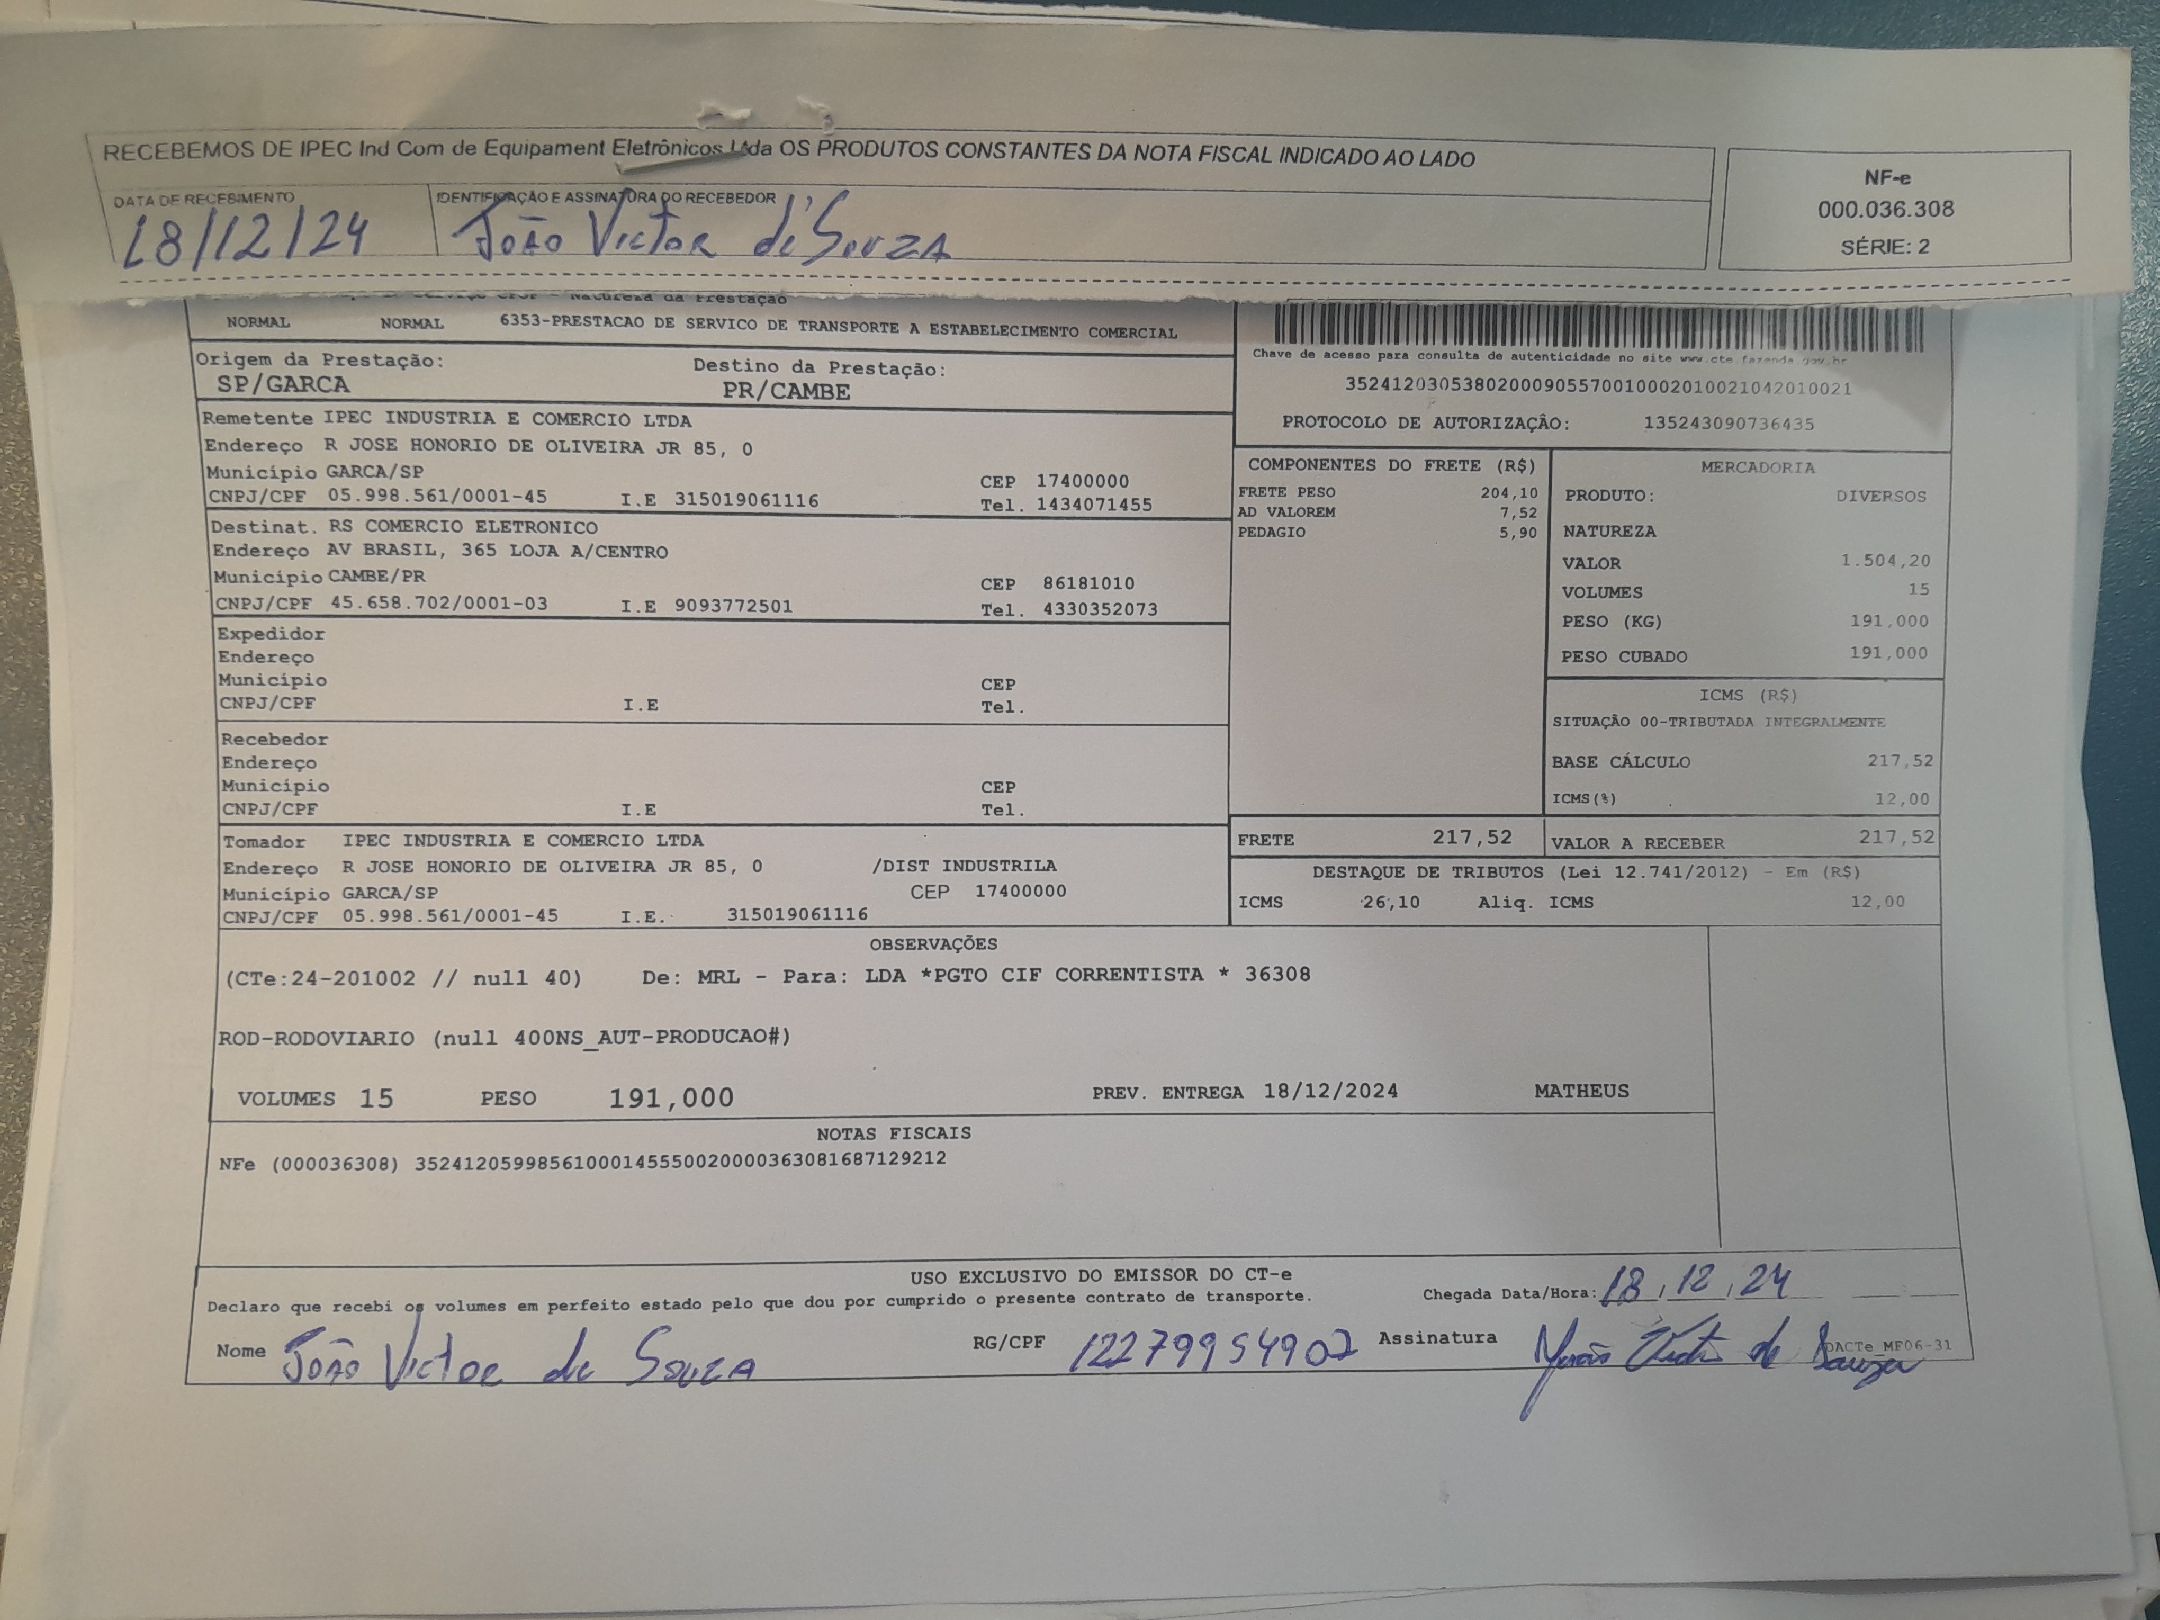 RECEBEMOS DE IPEC Ind Com de Equipament Eletrônicos Ltda OS PRODUTOS CONSTANTES DA NOTA FISCAL INDICADO AO LADO
NF-e
000.036.308
SÉRIE: 2
DATA DE RECEBIMENTO
18/12/24
IDENTIFICAÇÃO E ASSINATURA DO RECEBEDOR
João Victor de Souza
Natureza da Prestação
NORMAL NORMAL 6353-PRESTACAO DE SERVICO DE TRANSPORTE A ESTABELECIMENTO COMERCIAL
Origem da Prestação: Destino da Prestação:
SP/GARCA PR/CAMBE
Chave de acesso para consulta de autenticidade no site www.cte.fazenda.gov.br
35241203053802000905570010002010021042010021
PROTOCOLO DE AUTORIZAÇÂO: 135243090736435
Remetente IPEC INDUSTRIA E COMERCIO LTDA
Endereço R JOSE HONORIO DE OLIVEIRA JR 85, 0
Município GARCA/SP CEP 17400000
CNPJ/CPF 05.998.561/0001-45 I.E 315019061116 Tel. 1434071455
Destinat. RS COMERCIO ELETRONICO
Endereço AV BRASIL, 365 LOJA A/CENTRO
Município CAMBE/PR CEP 86181010
CNPJ/CPF 45.658.702/0001-03 I.E 9093772501 Tel. 4330352073
Expedidor
Endereço
Município CEP
CNPJ/CPF I.E Tel.
Recebedor
Endereço
Município CEP
CNPJ/CPF I.E Tel.
Tomador IPEC INDUSTRIA E COMERCIO LTDA
Endereço R JOSE HONORIO DE OLIVEIRA JR 85, 0 /DIST INDUSTRILA
Município GARCA/SP CEP 17400000
CNPJ/CPF 05.998.561/0001-45 I.E. 315019061116
COMPONENTES DO FRETE (R$)
FRETE PESO 204,10
AD VALOREM 7,52
PEDAGIO 5,90
MERCADORIA
PRODUTO: DIVERSOS
NATUREZA
VALOR 1.504,20
VOLUMES 15
PESO (KG) 191,000
PESO CUBADO 191,000
ICMS (R$)
SITUAÇÂO 00-TRIBUTADA INTEGRALMENTE
BASE CÁLCULO 217,52
ICMS(%) 12,00
FRETE 217,52 VALOR A RECEBER 217,52
DESTAQUE DE TRIBUTOS (Lei 12.741/2012) - Em (R$)
ICMS 26,10 Aliq. ICMS 12,00
OBSERVAÇÕES
(CTe:24-201002 // null 40) De: MRL - Para: LDA *PGTO CIF CORRENTISTA * 36308
ROD-RODOVIARIO (null 400NS_AUT-PRODUCAO#)
VOLUMES 15 PESO 191,000 PREV. ENTREGA 18/12/2024 MATHEUS
NOTAS FISCAIS
NFe (000036308) 35241205998561000145550020000363081687129212
USO EXCLUSIVO DO EMISSOR DO CT-e
Declaro que recebi os volumes em perfeito estado pelo que dou por cumprido o presente contrato de transporte.
Chegada Data/Hora: 18,12,24
Nome João Victor de Souza RG/CPF 12279954907 Assinatura
DACTe_MF06-31